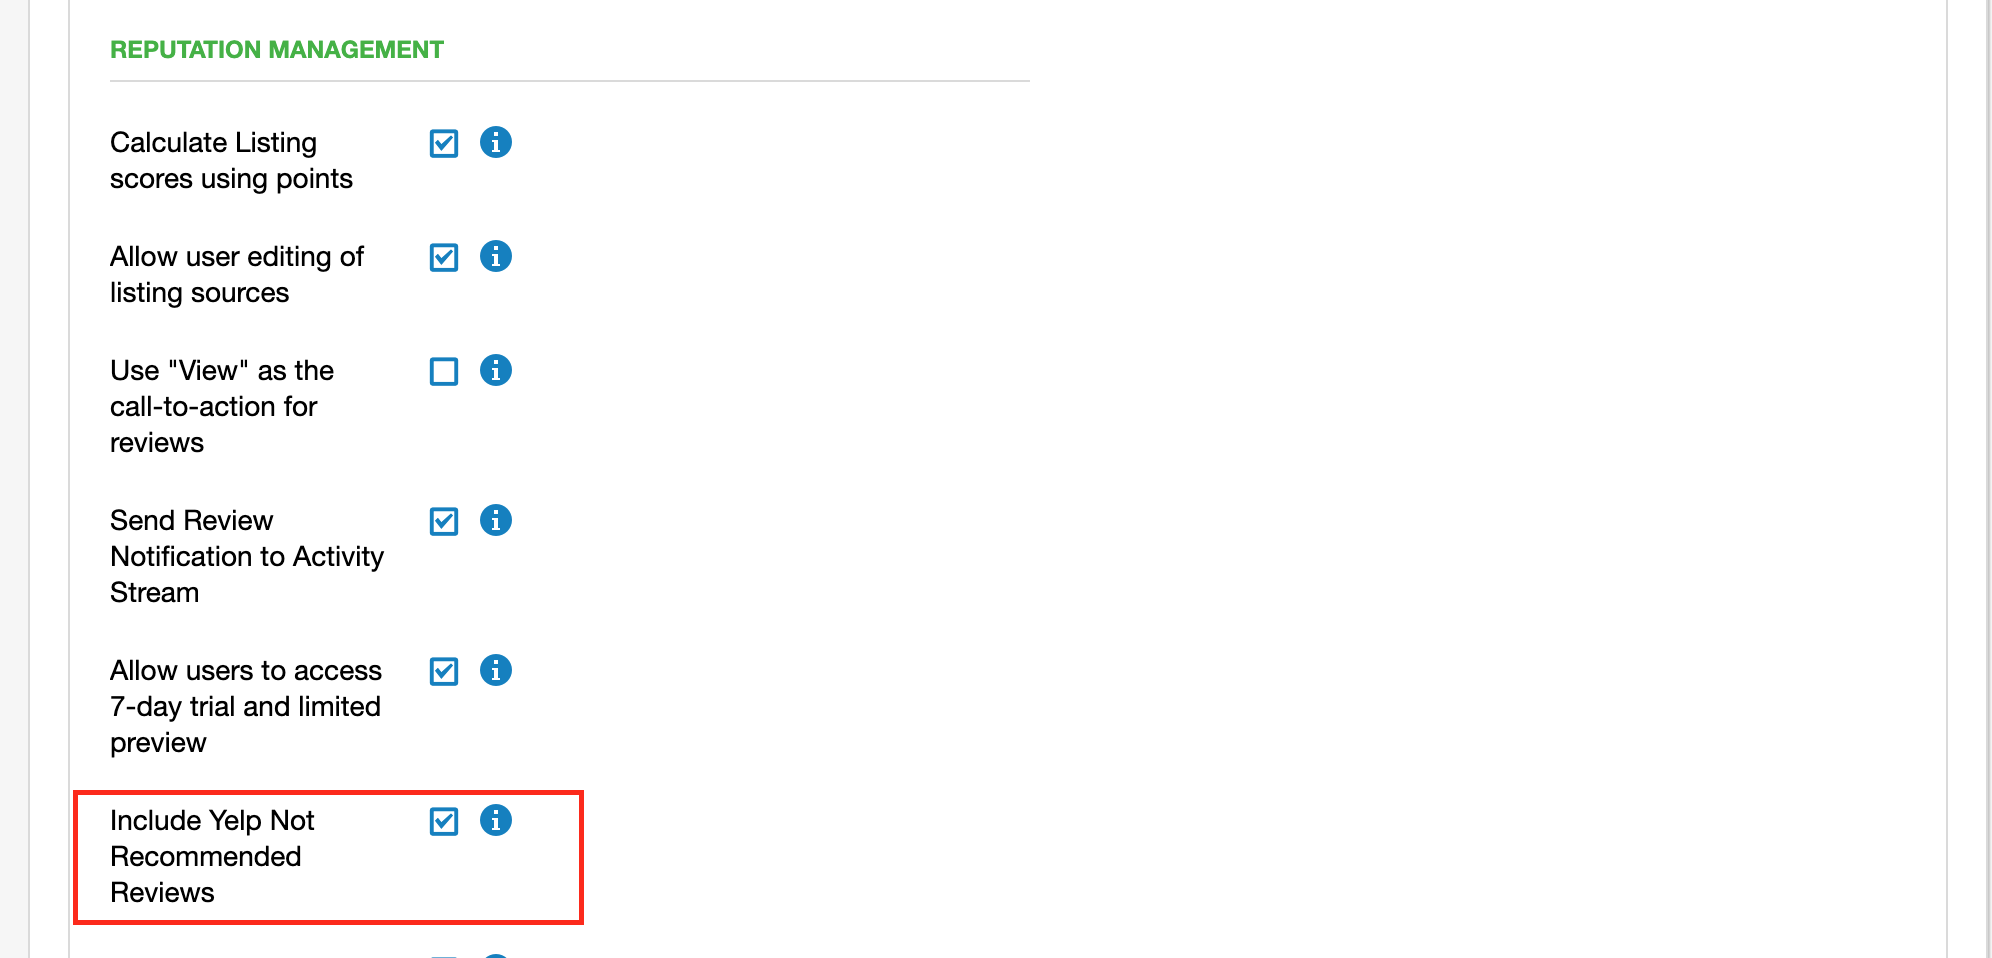 REPUTATION MANAGEMENT
Calculate Listing
scores using points
Allow user editing of
listing sources
Use "View" as the
call-to-action for
reviews
Send Review
Notification to Activity
Stream
Allow users to access
7-day trial and limited
preview
Include Yelp Not
Recommended
Reviews